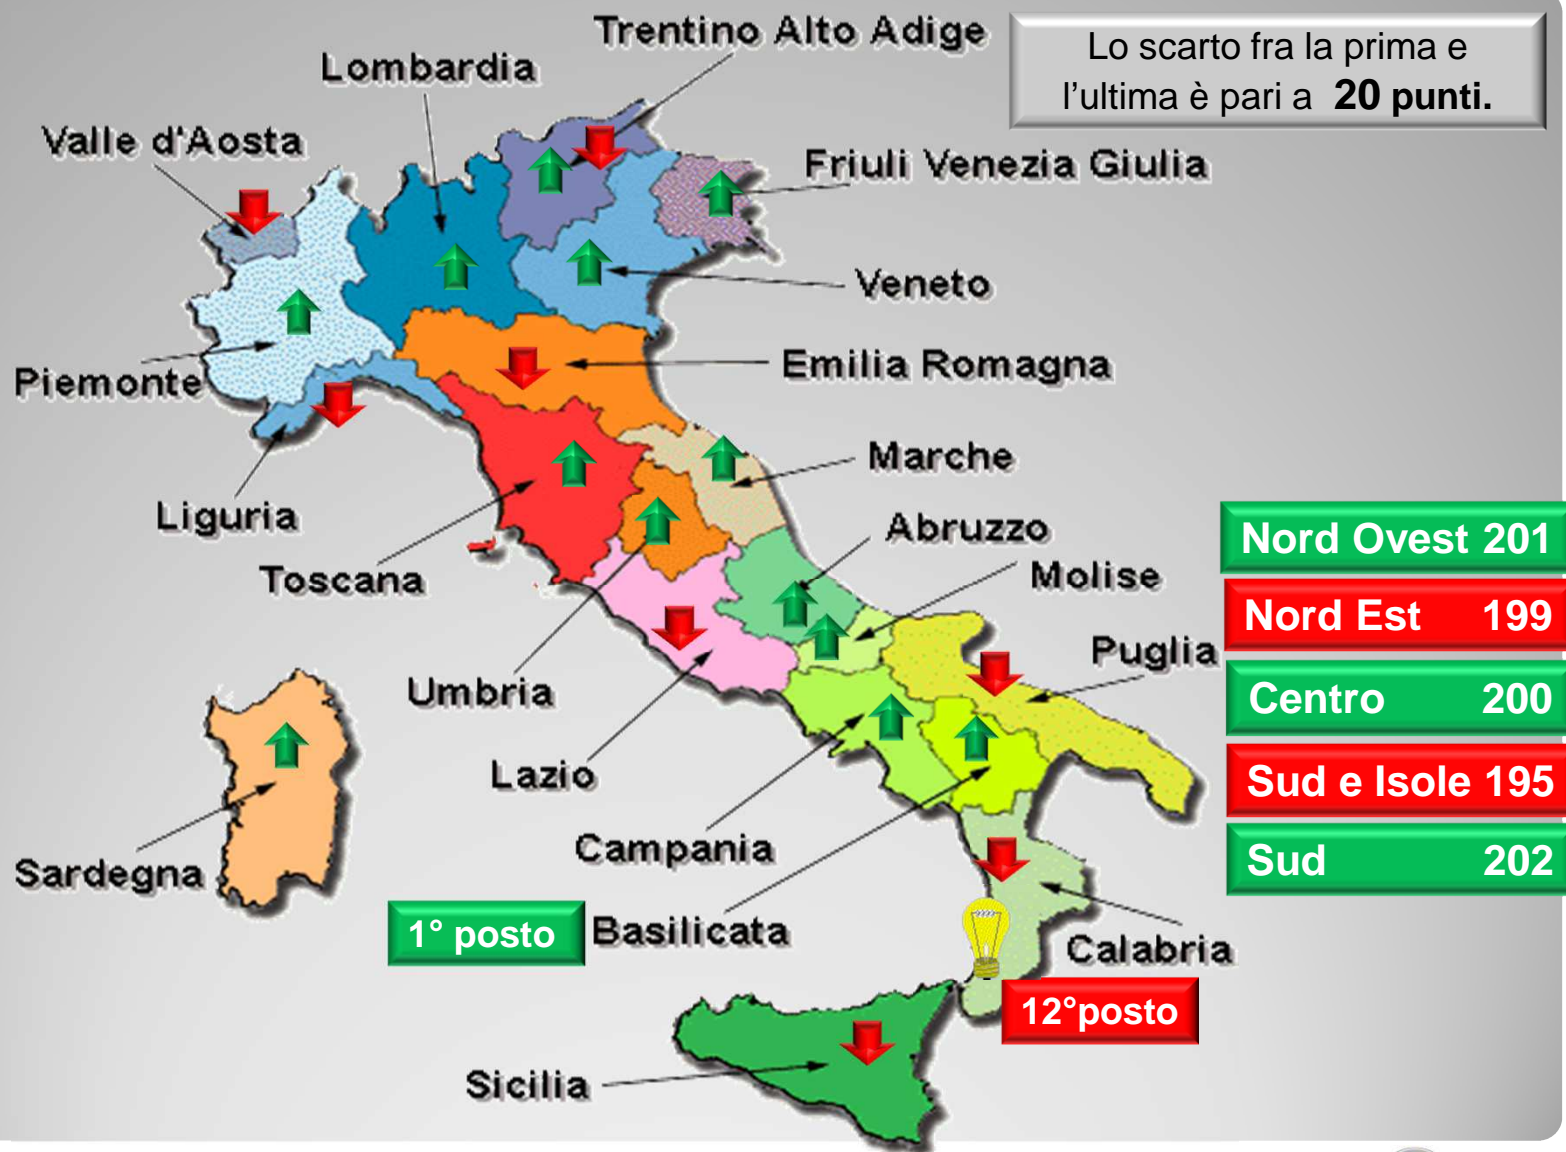 Trentino Alto Adige
Lo scarto fra la prima e
l'ultima è pari a 20 punti.
Lombardia
Valle d'Aosta
Friuli Venezia Giulia
Veneto
Piemonte
Emilia Romagna
Marche
Liguria
Abruzzo
Nord Ovest 201
Toscana
Molise
Nord Est 199
Puglia
Umbria
Centro 200
Lazio
Sud e Isole 195
Campania
Sardegna
Sud 202
1° posto
Basilicata
Calabria
12°posto
Sicilia